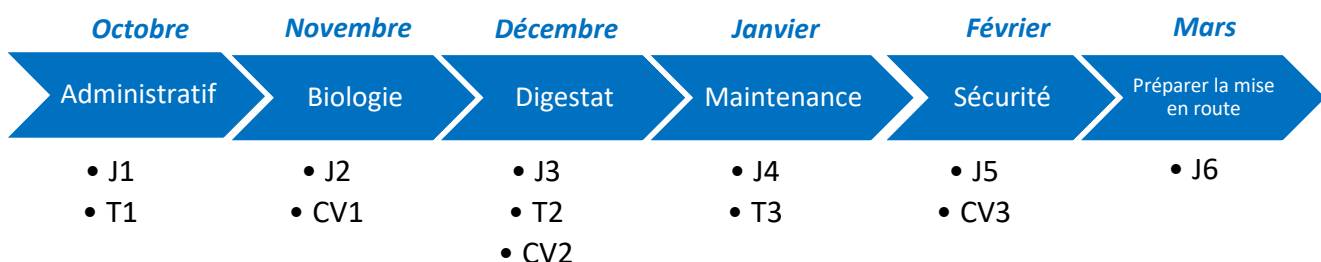 Octobre Novembre Décembre Janvier Février Mars
Administratif Biologie Digestat Maintenance Sécurité Préparer la mise
en route
• J1 • J2 • J3 • J4 • J5 • J6
• T1 • CV1 • T2 • T3 • CV3
• CV2